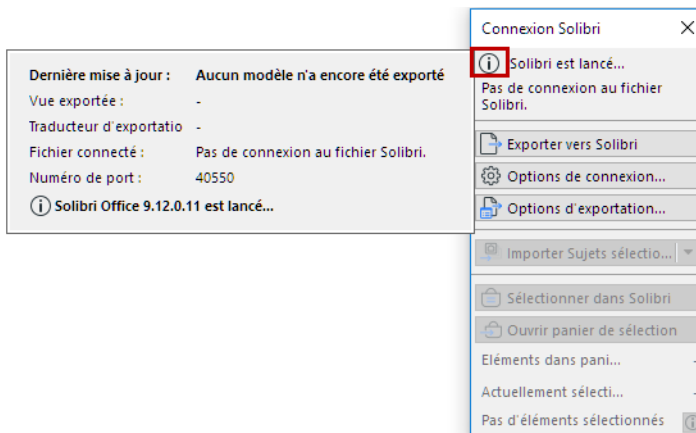 Connexion Solibri
Solibri est lancé...
Pas de connexion au fichier
Solibri.
Dernière mise à jour : Aucun modèle n'a encore été exporté
Vue exportée : -
Traducteur d'exportatio -
Fichier connecté : Pas de connexion au fichier Solibri.
Numéro de port : 40550
Solibri Office 9.12.0.11 est lancé...
Exporter vers Solibri
Options de connexion...
Options d'exportation...
Importer Sujets sélectio...
Sélectionner dans Solibri
Ouvrir panier de sélection
Eléments dans pani... -
Actuellement sélecti... -
Pas d'éléments sélectionnés